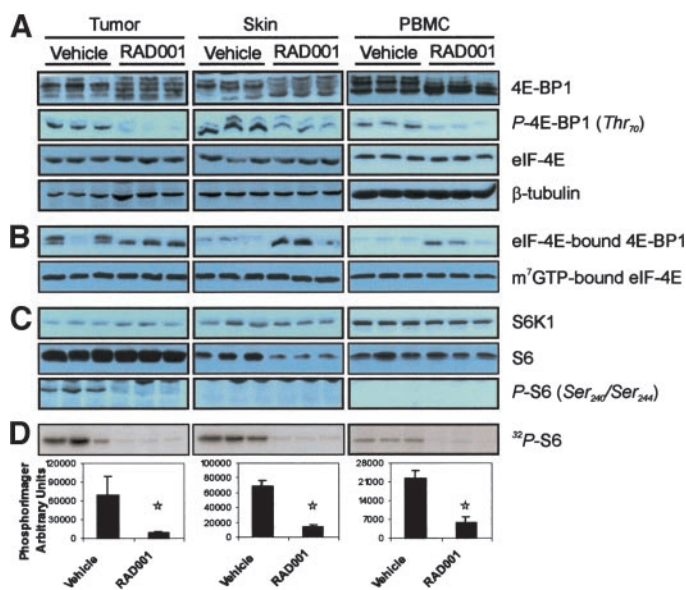 A
Tumor Skin PBMC
Vehicle RAD001 Vehicle RAD001 Vehicle RAD001
4E-BP1
P-4E-BP1 (Thr70)
eIF-4E
β-tubulin
B
eIF-4E-bound 4E-BP1
m7GTP-bound eIF-4E
C
S6K1
S6
P-S6 (Ser240/Ser244)
D
32P-S6
Phosphorimager
Arbitrary Units
120000
90000
60000
30000
0
Vehicle RAD001
100000
80000
60000
40000
20000
0
Vehicle RAD001
28000
21000
14000
7000
0
Vehicle RAD001